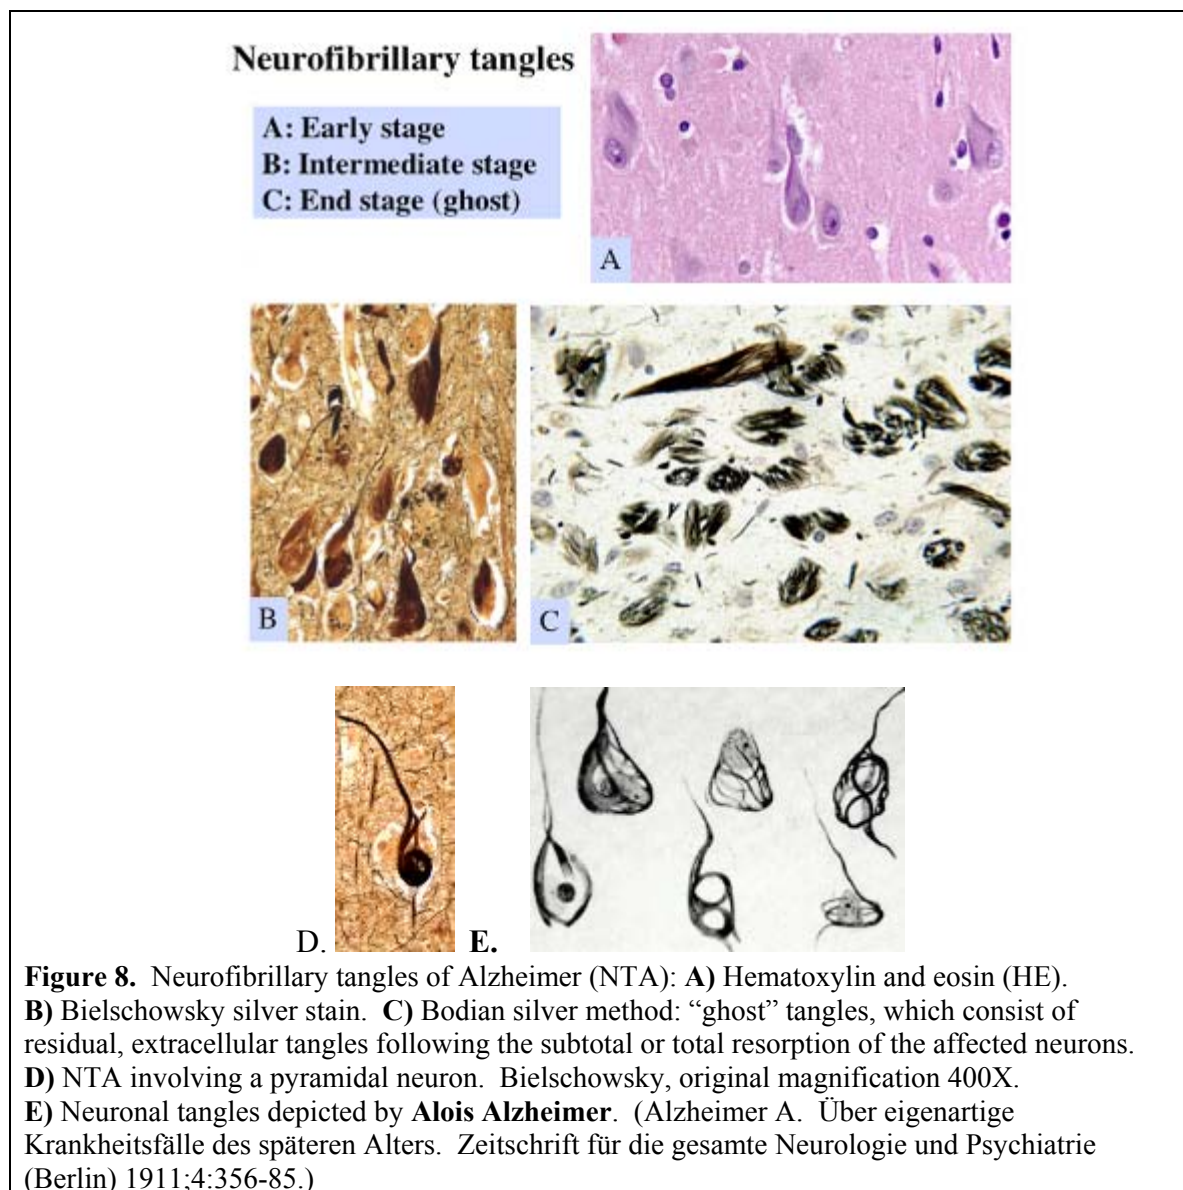 Neurofibrillary tangles
A: Early stage
B: Intermediate stage
C: End stage (ghost)
A
B
C
D.
E.
Figure 8. Neurofibrillary tangles of Alzheimer (NTA): A) Hematoxylin and eosin (HE).
B) Bielschowsky silver stain. C) Bodian silver method: “ghost” tangles, which consist of
residual, extracellular tangles following the subtotal or total resorption of the affected neurons.
D) NTA involving a pyramidal neuron. Bielschowsky, original magnification 400X.
E) Neuronal tangles depicted by Alois Alzheimer. (Alzheimer A. Über eigenartige
Krankheitsfälle des späteren Alters. Zeitschrift für die gesamte Neurologie und Psychiatrie
(Berlin) 1911;4:356-85.)